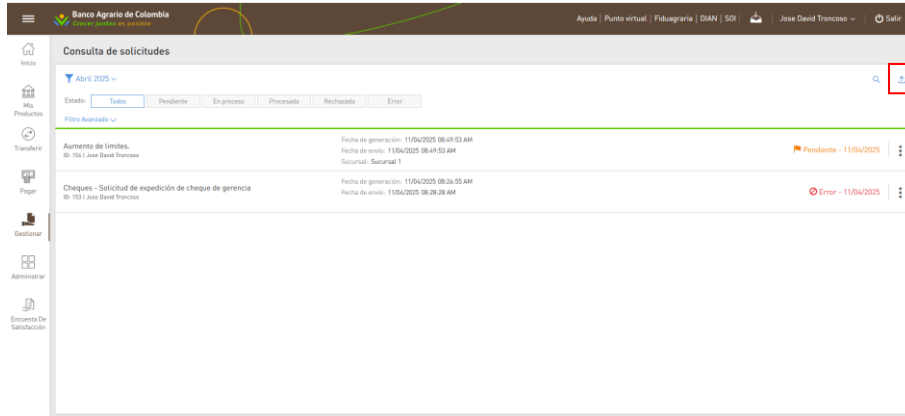 Banco Agrario de Colombia
Crecer juntos es posible
Ayuda | Punto virtual | Fiduagraria | DIAN | SOI |
Jose David Troncoso
Salir
Inicio
Mis
Productos
Transferir
Pagar
Gestionar
Administrar
Encuesta De
Satisfacción
Consulta de solicitudes
Abril 2025
Estado: Todos Pendiente En proceso Procesada Rechazada Error
Filtro Avanzado
Aumento de límites.
ID: 154 | Jose David Troncoso
Fecha de generación: 11/04/2025 08:49:53 AM
Fecha de envío: 11/04/2025 08:49:53 AM
Sucursal: Sucursal 1
Pendiente - 11/04/2025
Cheques - Solicitud de expedición de cheque de gerencia
ID: 153 | Jose David Troncoso
Fecha de generación: 11/04/2025 08:26:55 AM
Fecha de envío: 11/04/2025 08:28:28 AM
Error - 11/04/2025